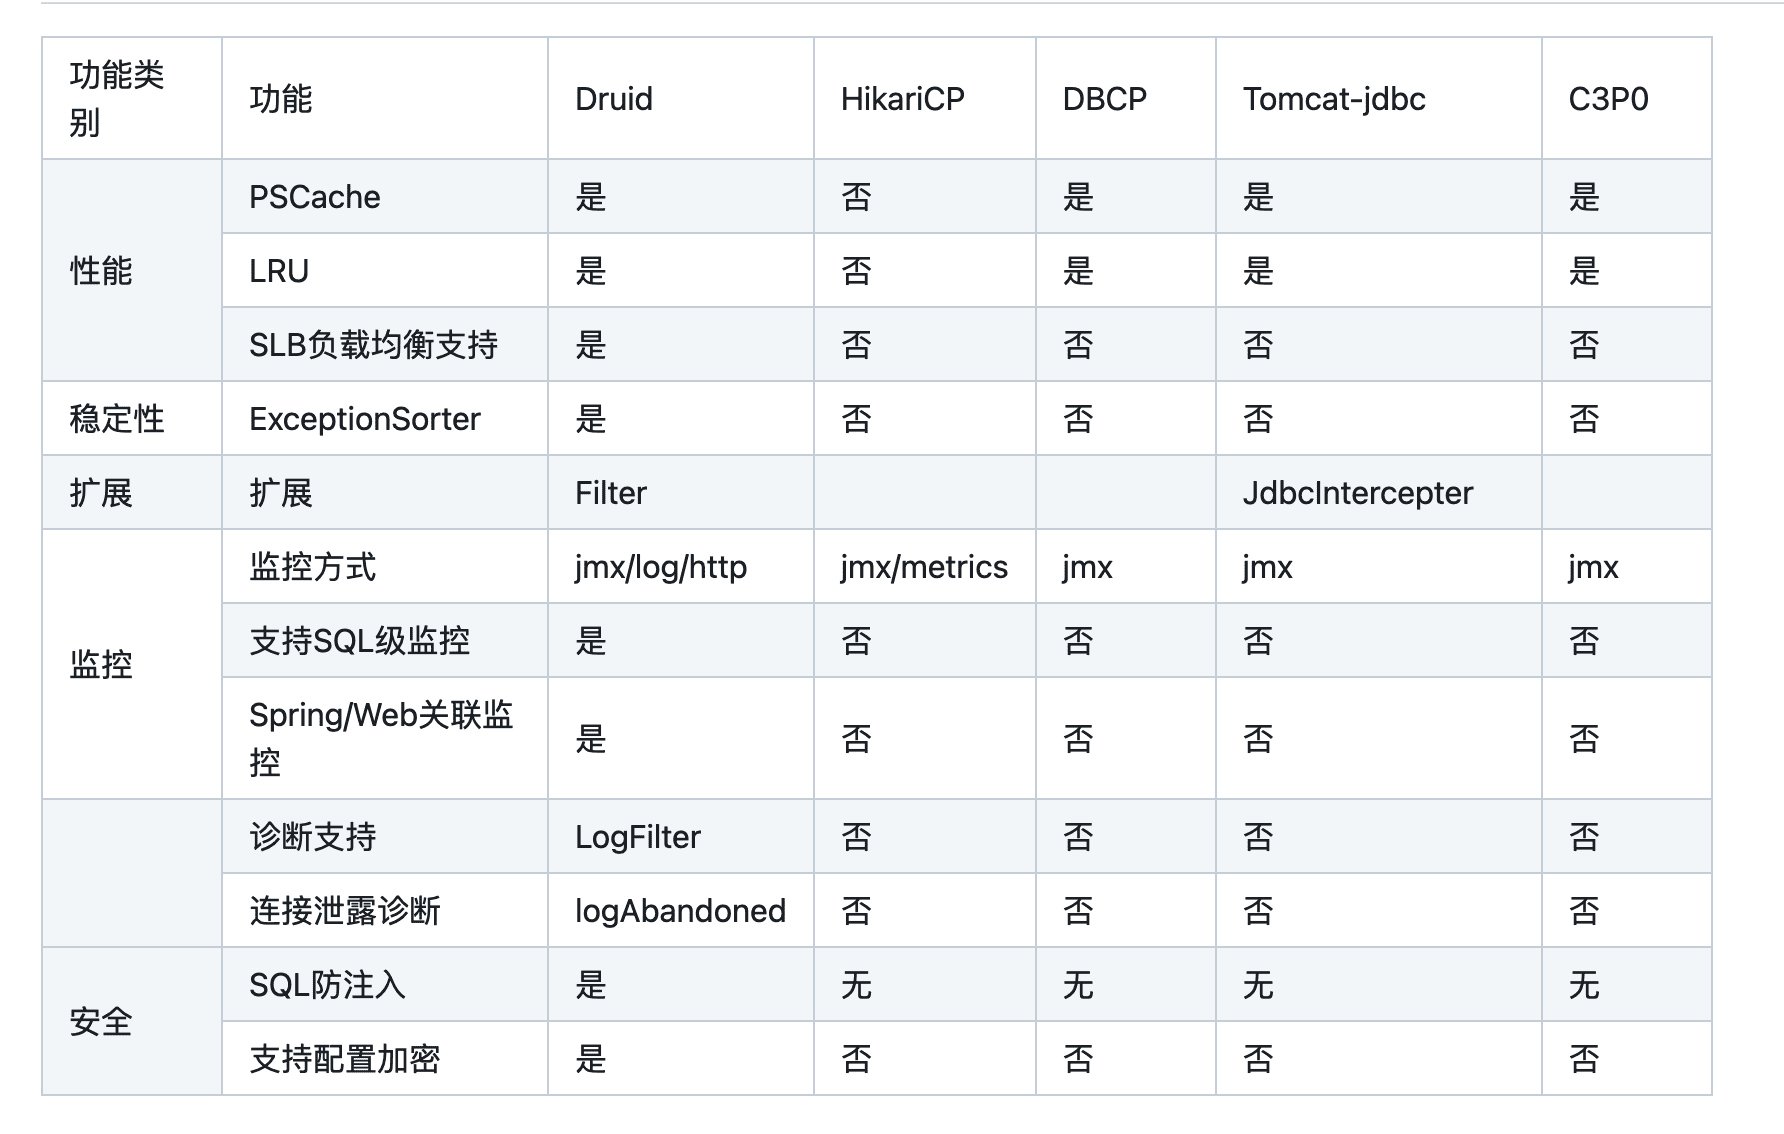 功能类
别
功能 Druid HikariCP DBCP Tomcat-jdbc C3P0
性能
PSCache 是 否 是 是 是
LRU 是 否 是 是 是
SLB负载均衡支持 是 否 否 否 否
稳定性 ExceptionSorter 是 否 否 否 否
扩展 扩展 Filter JdbcIntercepter
监控
监控方式 jmx/log/http jmx/metrics jmx jmx jmx
支持SQL级监控 是 否 否 否 否
Spring/Web关联监
控
是 否 否 否 否
诊断支持 LogFilter 否 否 否 否
连接泄露诊断 logAbandoned 否 否 否 否
安全
SQL防注入 是 无 无 无 无
支持配置加密 是 否 否 否 否